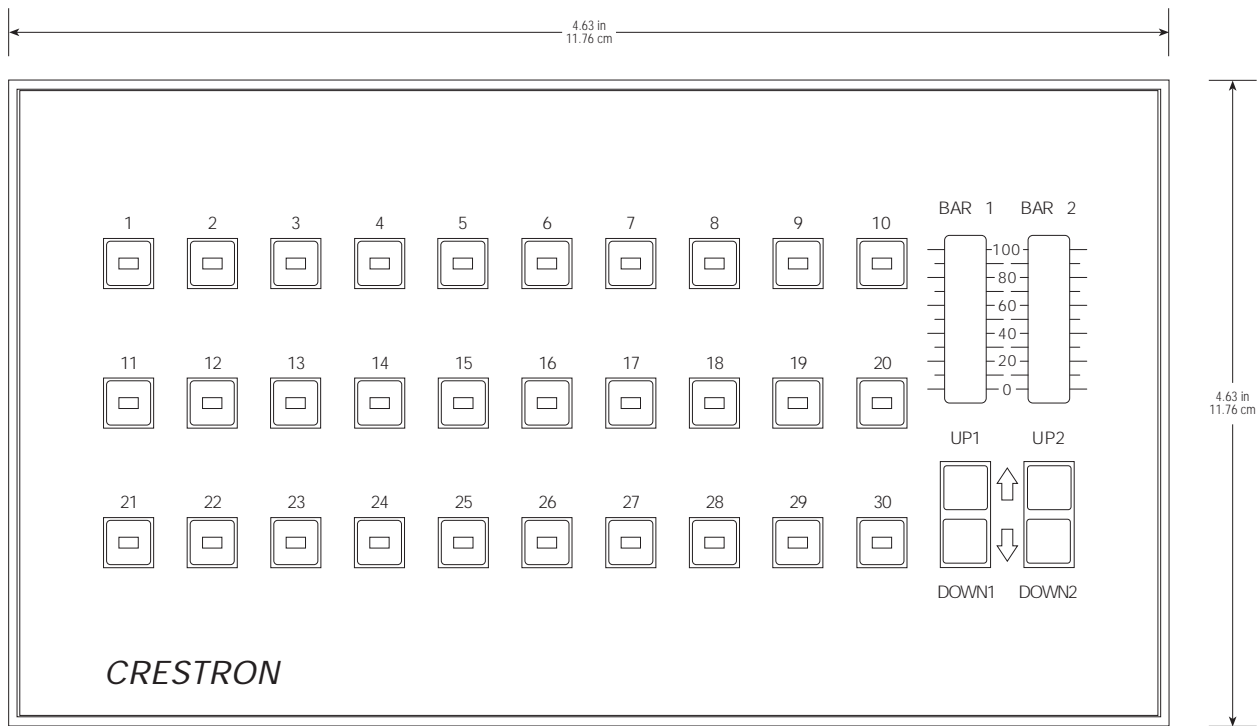 4.63 in
11.76 cm
1 2 3 4 5 6 7 8 9 10
BAR 1 BAR 2
100
80
60
40
20
0
11 12 13 14 15 16 17 18 19 20
4.63 in
11.76 cm
UP1 UP2
21 22 23 24 25 26 27 28 29 30
DOWN1 DOWN2
CRESTRON